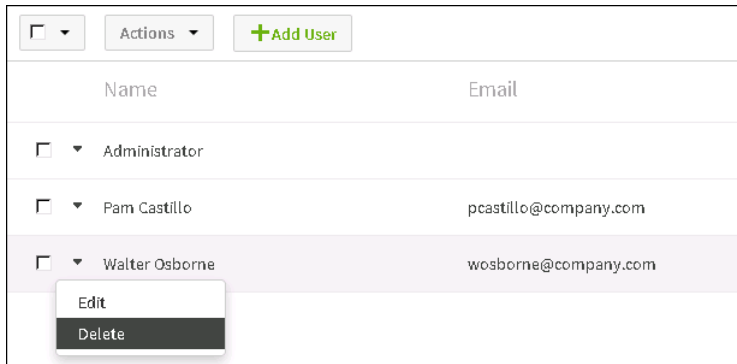 Actions +Add User
Name Email
Administrator
Pam Castillo pcastillo@company.com
Walter Osborne wosborne@company.com
Edit
Delete